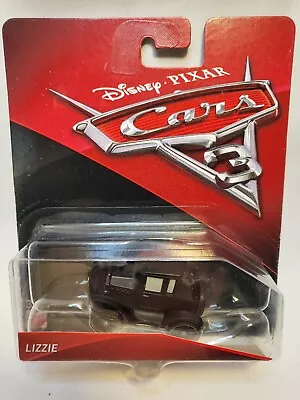 Disney · PIXAR
Cars
3
LIZZIE